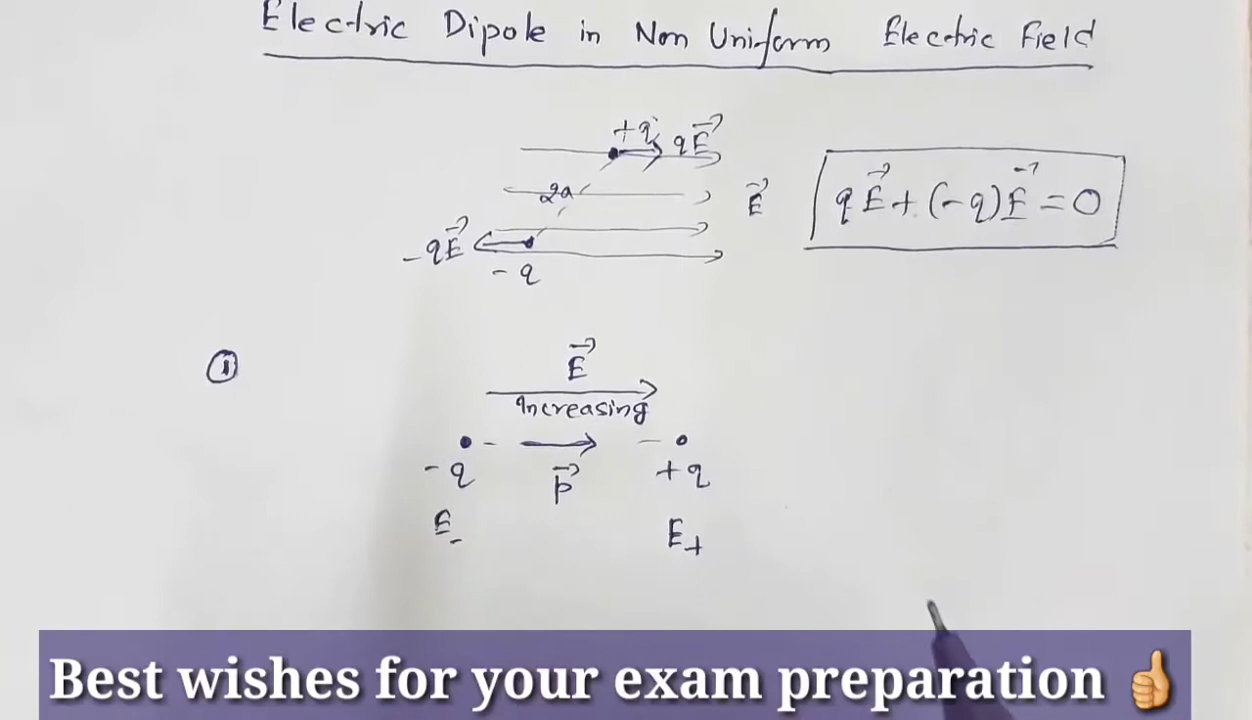 Electric Dipole in Non Uniform Electric Field
+q qE⃗
2a
E⃗
qE⃗ + (-q)E⃗ = 0
-qE⃗
-q
①
E⃗
Increasing
-q p⃗ +q
E₋ E₊
Best wishes for your exam preparation 👍